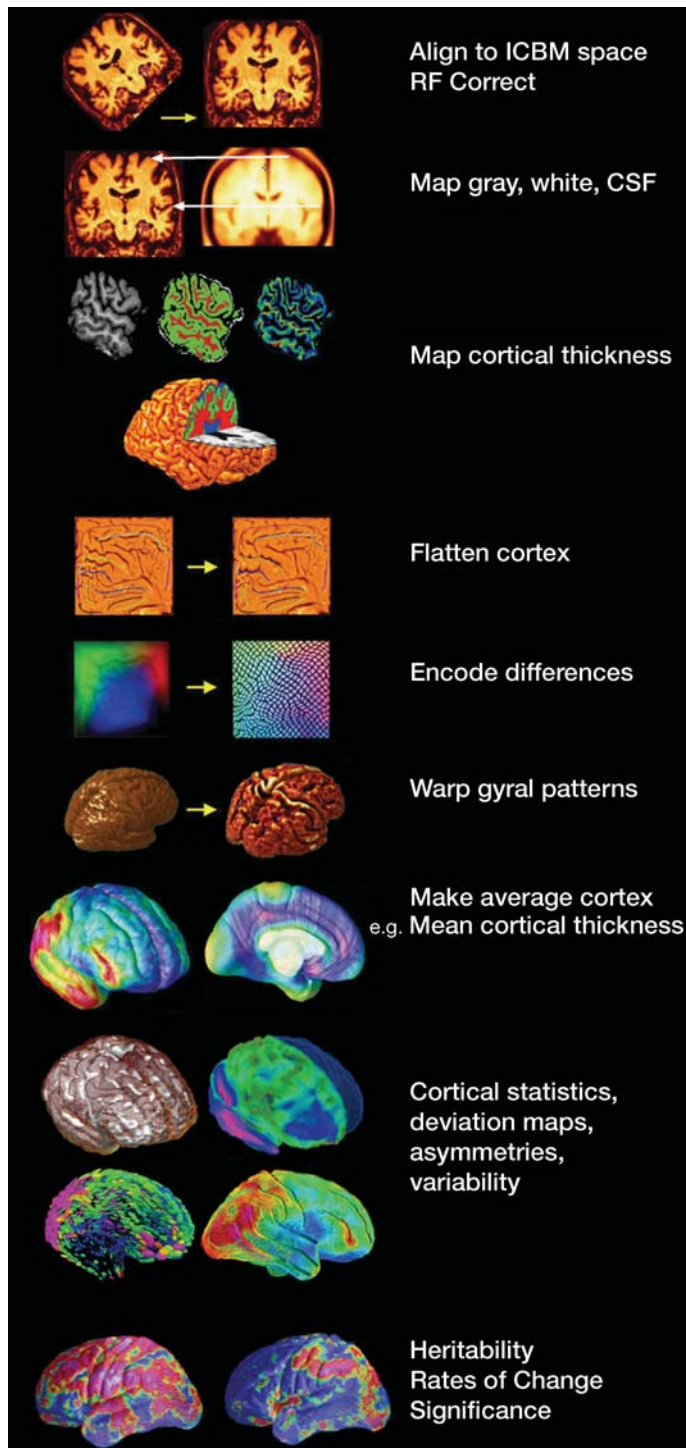 Align to ICBM space
RF Correct
Map gray, white, CSF
Map cortical thickness
Flatten cortex
Encode differences
Warp gyral patterns
Make average cortex
e.g. Mean cortical thickness
Cortical statistics,
deviation maps,
asymmetries,
variability
Heritability
Rates of Change
Significance